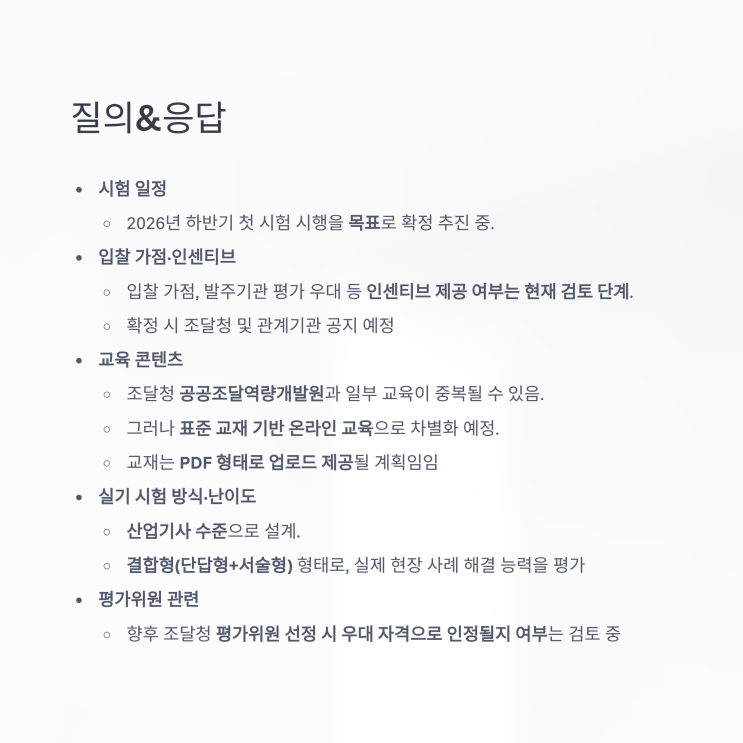 질의&응답
• 시험 일정
○ 2026년 하반기 첫 시험 시행을 목표로 확정 추진 중.
• 입찰 가점·인센티브
○ 입찰 가점, 발주기관 평가 우대 등 인센티브 제공 여부는 현재 검토 단계.
○ 확정 시 조달청 및 관계기관 공지 예정
• 교육 콘텐츠
○ 조달청 공공조달역량개발원과 일부 교육이 중복될 수 있음.
○ 그러나 표준 교재 기반 온라인 교육으로 차별화 예정.
○ 교재는 PDF 형태로 업로드 제공될 계획임임
• 실기 시험 방식·난이도
○ 산업기사 수준으로 설계.
○ 결합형(단답형+서술형) 형태로, 실제 현장 사례 해결 능력을 평가
• 평가위원 관련
○ 향후 조달청 평가위원 선정 시 우대 자격으로 인정될지 여부는 검토 중